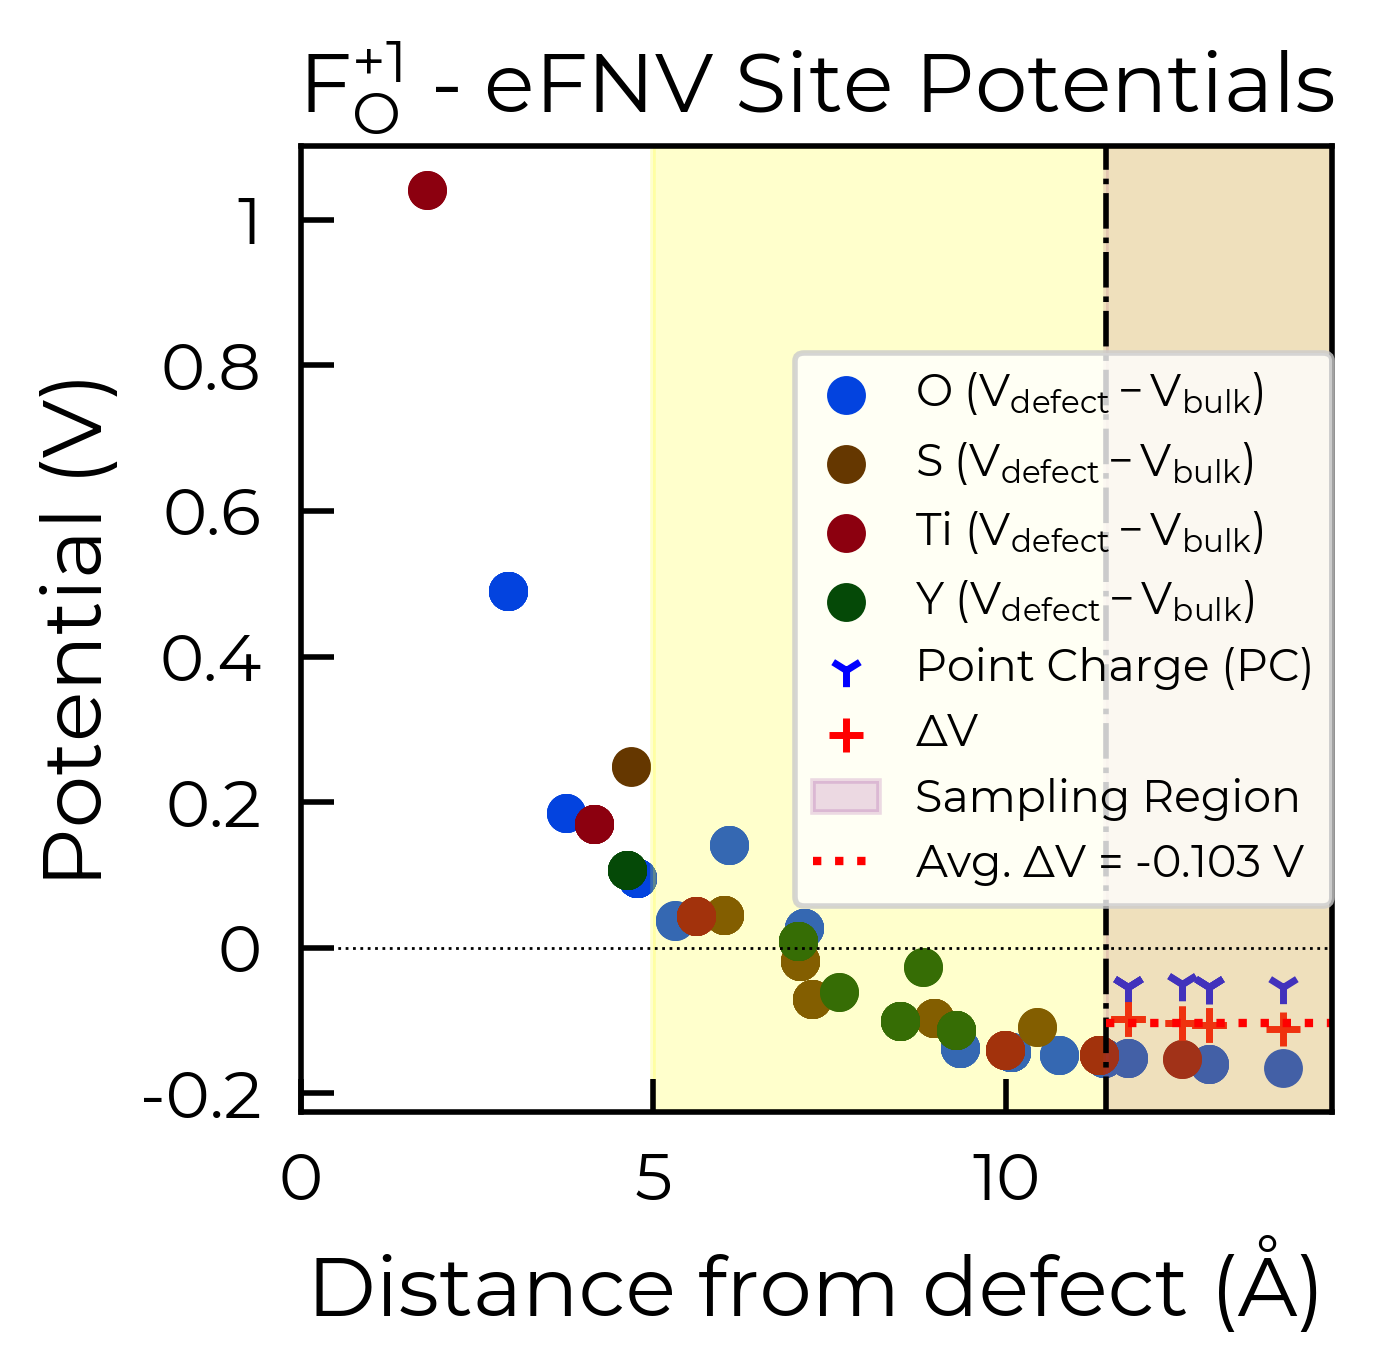 F_O^{+1} - eFNV Site Potentials
Potential (V)
1
0.8
0.6
0.4
0.2
0
-0.2
O (V_defect − V_bulk)
S (V_defect − V_bulk)
Ti (V_defect − V_bulk)
Y (V_defect − V_bulk)
Point Charge (PC)
ΔV
Sampling Region
Avg. ΔV = -0.103 V
0 5 10
Distance from defect (Å)